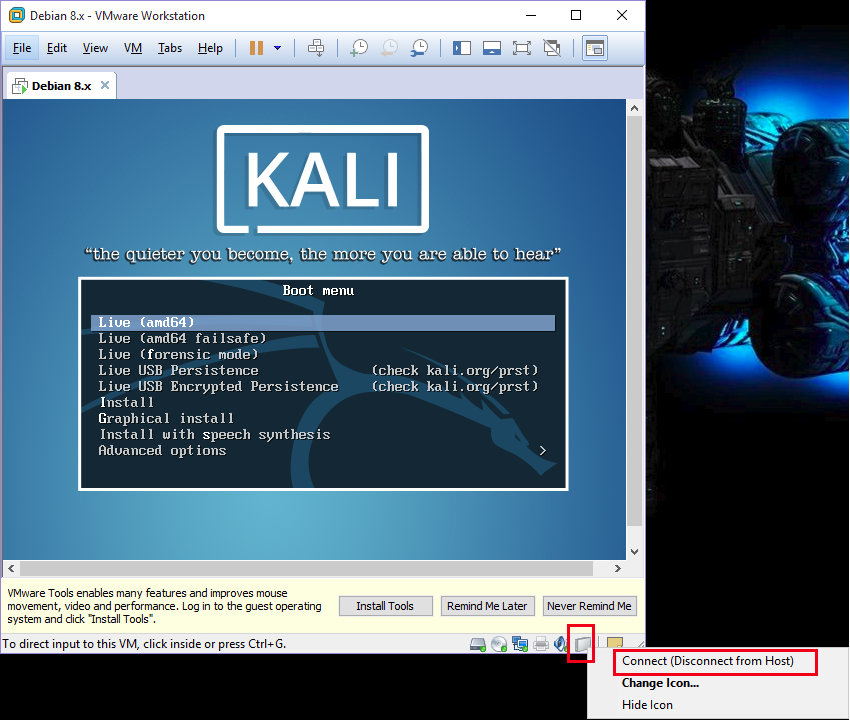 Debian 8.x - VMware Workstation
File Edit View VM Tabs Help
Debian 8.x
KALI
“the quieter you become, the more you are able to hear”
Boot menu
Live (amd64)
Live (amd64 failsafe)
Live (forensic mode)
Live USB Persistence (check kali.org/prst)
Live USB Encrypted Persistence (check kali.org/prst)
Install
Graphical install
Install with speech synthesis
Advanced options >
VMware Tools enables many features and improves mouse
movement, video and performance. Log in to the guest operating
system and click "Install Tools".
Install Tools
Remind Me Later
Never Remind Me
To direct input to this VM, click inside or press Ctrl+G.
Connect (Disconnect from Host)
Change Icon...
Hide Icon